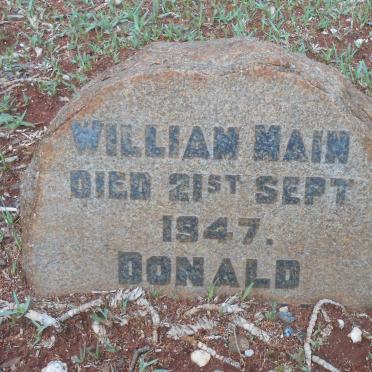 WILLIAM MAIN
DIED 21ST SEPT
1947.
DONALD